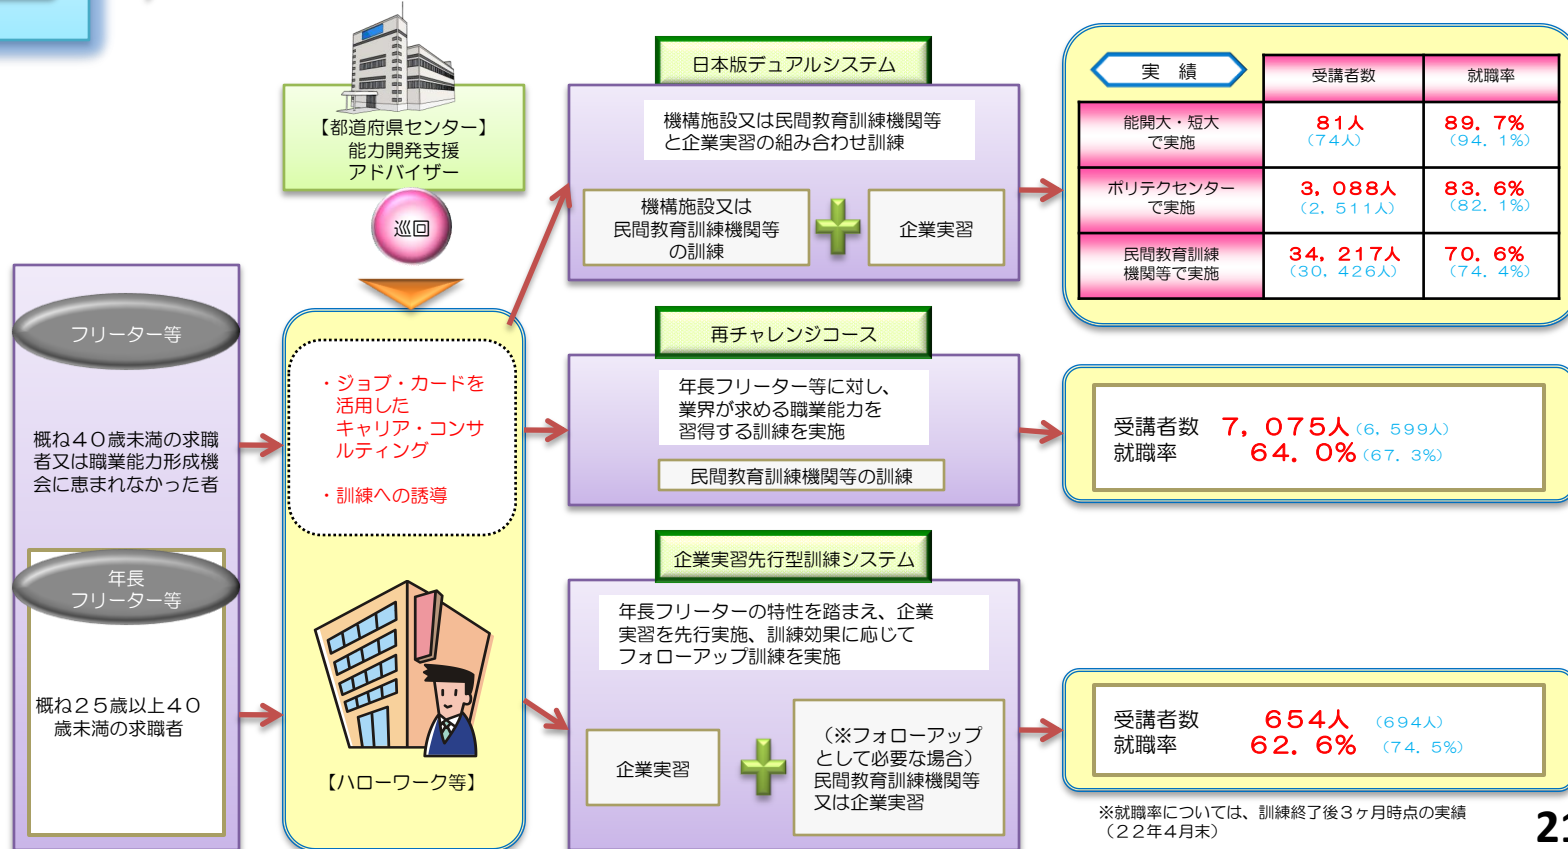 【都道府県センター】
能力開発支援
アドバイザー
巡回
フリーター等
概ね４０歳未満の求職
者又は職業能力形成機
会に恵まれなかった者
年長
フリーター等
概ね２５歳以上４０
歳未満の求職者
・ジョブ・カードを
活用した
キャリア・コンサ
ルティング
・訓練への誘導
【ハローワーク等】
日本版デュアルシステム
機構施設又は民間教育訓練機関等
と企業実習の組み合わせ訓練
機構施設又は
民間教育訓練機関等
の訓練
企業実習
再チャレンジコース
年長フリーター等に対し、
業界が求める職業能力を
習得する訓練を実施
民間教育訓練機関等の訓練
企業実習先行型訓練システム
年長フリーターの特性を踏まえ、企業
実習を先行実施、訓練効果に応じて
フォローアップ訓練を実施
企業実習
（※フォローアップ
として必要な場合）
民間教育訓練機関等
又は企業実習
実　績　受講者数　就職率
能開大・短大
で実施
８１人　８９．７％
（７４人）　（９４．１％）
ポリテクセンター
で実施
３，０８８人　８３．６％
（２，５１１人）　（８２．１％）
民間教育訓練
機関等で実施
３４，２１７人　７０．６％
（３０，４２６人）　（７４．４％）
受講者数　７，０７５人（６，５９９人）
就職率　６４．０％（６７．３％）
受講者数　６５４人　（６９４人）
就職率　６２．６％　（７４．５％）
※就職率については、訓練終了後３ヶ月時点の実績
（２２年４月末）
21